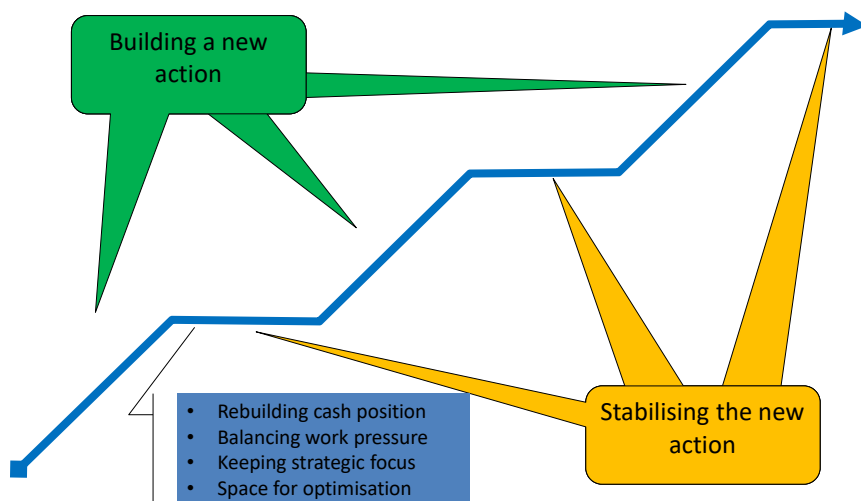 Building a new
action
• Rebuilding cash position
• Balancing work pressure
• Keeping strategic focus
• Space for optimisation
Stabilising the new
action